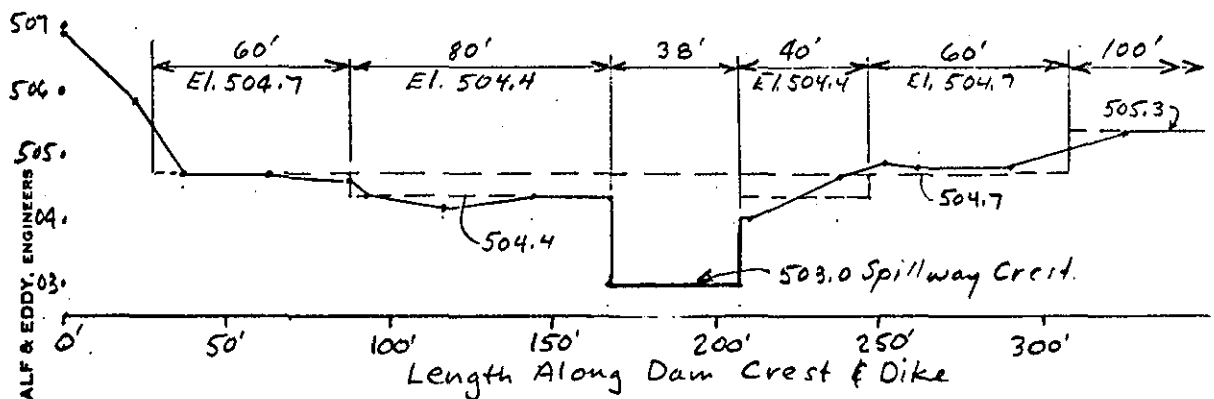 507
60' 80' 38' 40' 60' 100'
El. 504.7 El. 504.4 El. 504.4 El. 504.7
506
505.3
505
504.7
04
504.4
503.0 Spillway Crest.
03
ALF & EDDY, ENGINEERS
0' 50' 100' 150' 200' 250' 300'
Length Along Dam Crest & Dike